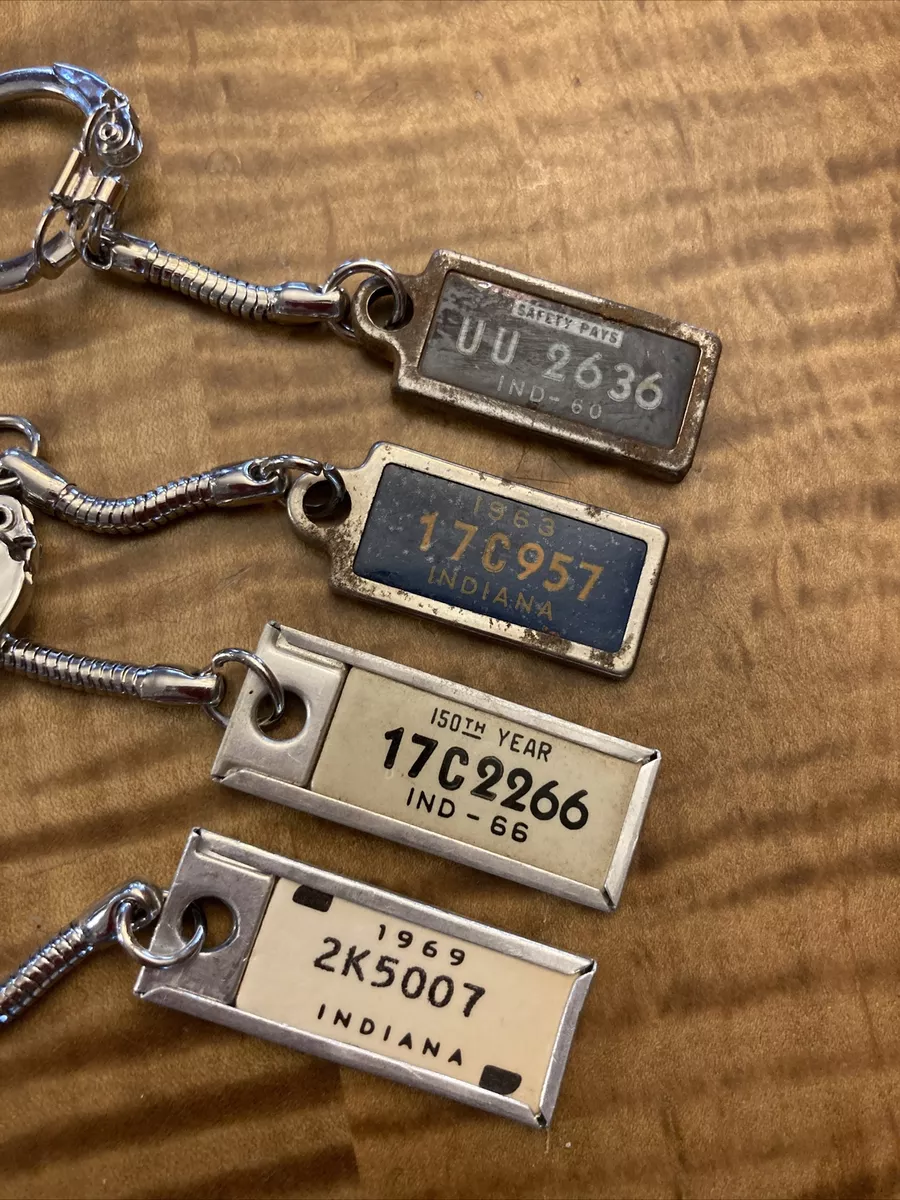 SAFETY PAYS
UU 2636
IND-60
1963
17C957
INDIANA
150TH YEAR
17C2266
IND-66
1969
2K5007
INDIANA